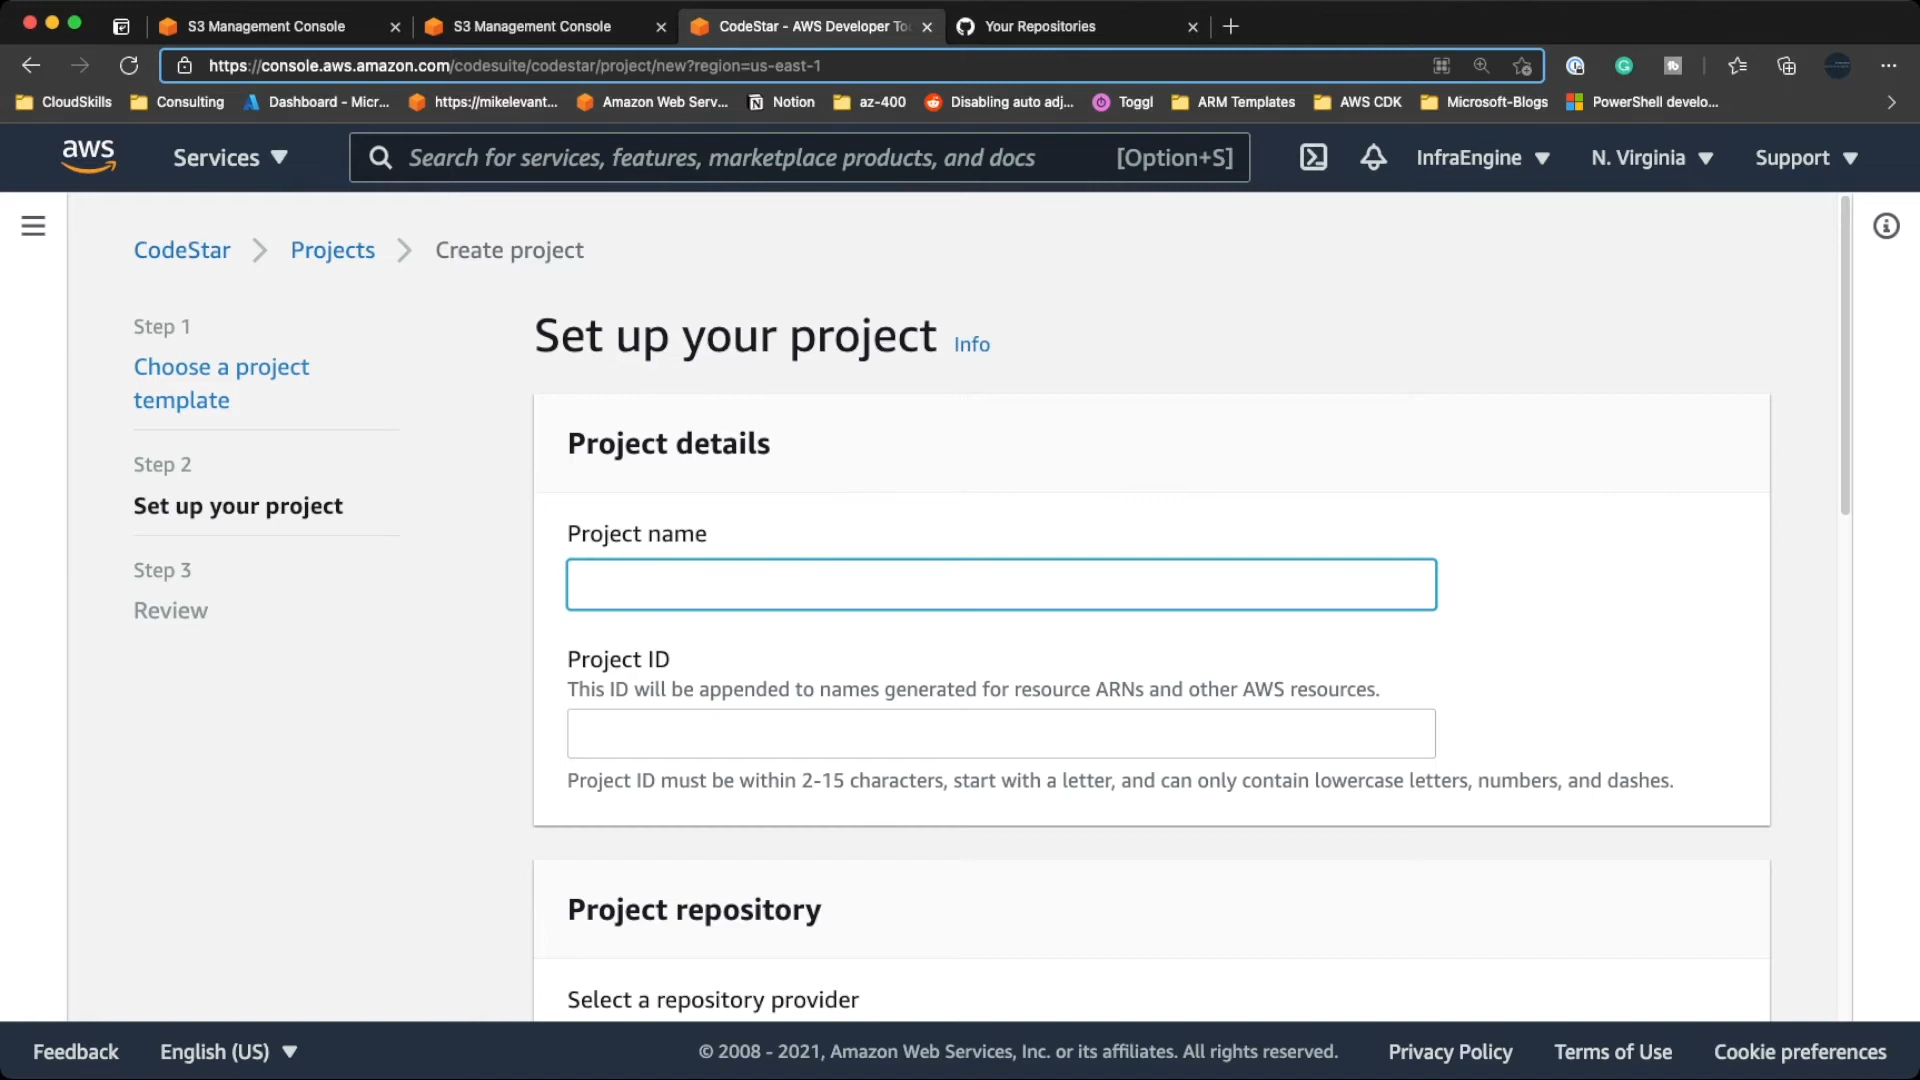 S3 Management Console
S3 Management Console
CodeStar - AWS Developer To
Your Repositories
https://console.aws.amazon.com/codesuite/codestar/project/new?region=us-east-1
CloudSkills
Consulting
Dashboard - Micr...
https://mikelevant...
Amazon Web Serv...
Notion
az-400
Disabling auto adj...
Toggl
ARM Templates
AWS CDK
Microsoft-Blogs
PowerShell develo...
aws
Services
Search for services, features, marketplace products, and docs
[Option+S]
InfraEngine
N. Virginia
Support
CodeStar
Projects
Create project
Step 1
Choose a project
template
Step 2
Set up your project
Step 3
Review
Set up your project
Info
Project details
Project name
Project ID
This ID will be appended to names generated for resource ARNs and other AWS resources.
Project ID must be within 2-15 characters, start with a letter, and can only contain lowercase letters, numbers, and dashes.
Project repository
Select a repository provider
Feedback
English (US)
© 2008 - 2021, Amazon Web Services, Inc. or its affiliates. All rights reserved.
Privacy Policy
Terms of Use
Cookie preferences